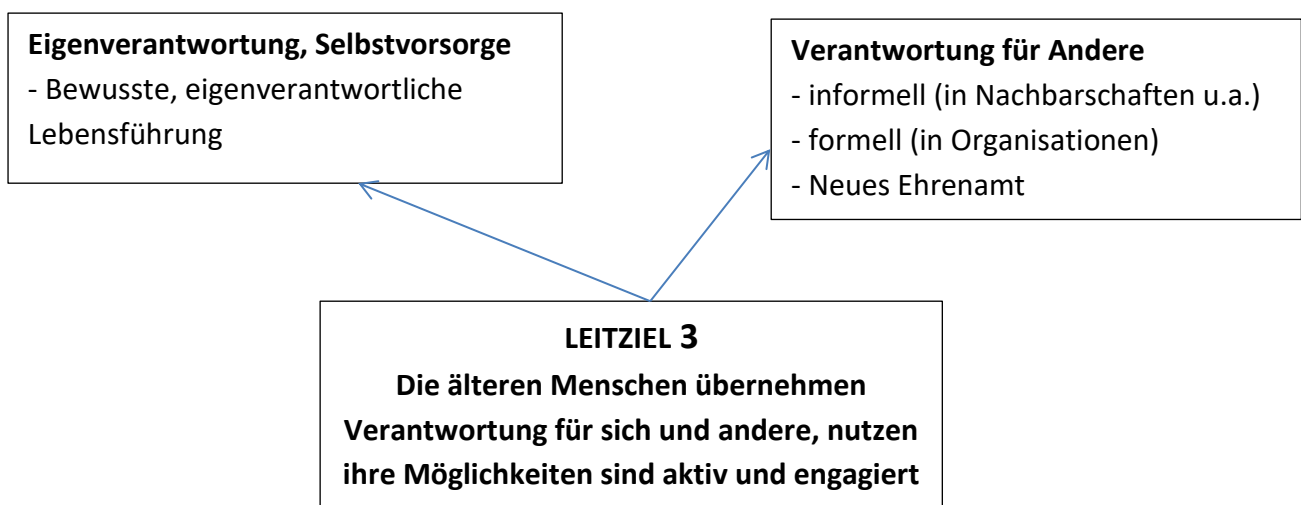 Eigenverantwortung, Selbstvorsorge
- Bewusste, eigenverantwortliche
Lebensführung
Verantwortung für Andere
- informell (in Nachbarschaften u.a.)
- formell (in Organisationen)
- Neues Ehrenamt
LEITZIEL 3
Die älteren Menschen übernehmen
Verantwortung für sich und andere, nutzen
ihre Möglichkeiten sind aktiv und engagiert